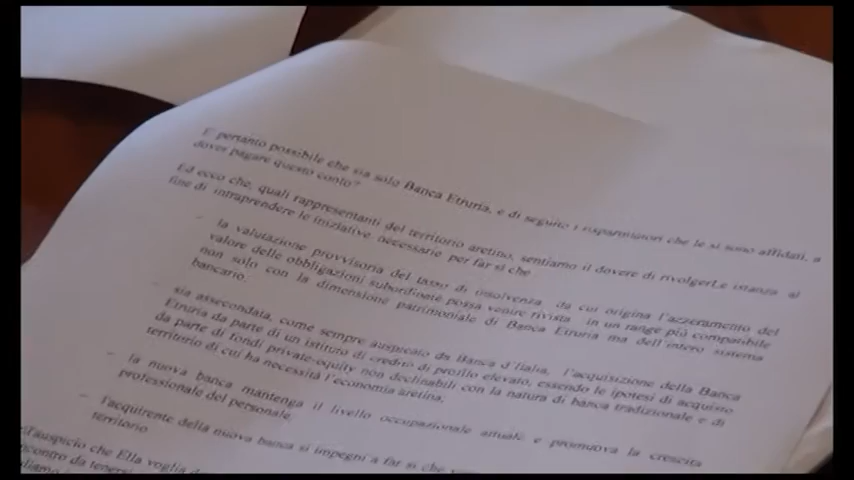 E' pertanto possibile che sia solo Banca Etruria, e di seguito i risparmiatori che le si sono affidati, a
dover pagare questo conto?
Ed ecco che, quali rappresentanti del territorio aretino, sentiamo il dovere di rivolgerLe istanza al
fine di intraprendere le iniziative necessarie per far sì che
- la valutazione provvisoria del tasso di insolvenza da cui origina l'azzeramento del
valore delle obbligazioni subordinate possa venire rivista in un range più compatibile
non solo con la dimensione patrimoniale di Banca Etruria ma dell'intero sistema
bancario;
- sia assecondata, come sempre auspicato da Banca d'Italia, l'acquisizione della Banca
Etruria da parte di un istituto di credito di profilo elevato, essendo le ipotesi di acquisto
da parte di fondi private-equity non declinabili con la natura di banca tradizionale e di
territorio di cui ha necessità l'economia aretina;
- la nuova banca mantenga il livello occupazionale attuale e promuova la crescita
professionale del personale;
- l'acquirente della nuova banca si impegni a far sì che
territorio.
d'auspicio che Ella voglia
incontro da tenersi